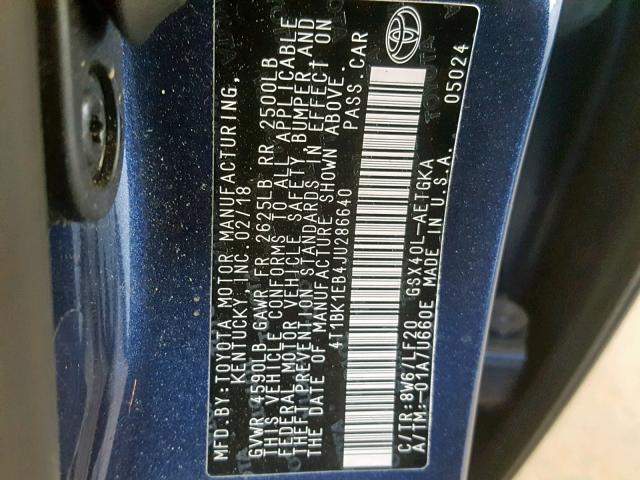 MFD.BY:TOYOTA MOTOR MANUFACTURING,
KENTUCKY, INC. 02/18
GVWR 4590LB GAWR FR 2625LB RR 2500LB
THIS VEHICLE CONFORMS TO ALL APPLICABLE
FEDERAL MOTOR VEHICLE SAFETY, BUMPER, AND
THEFT PREVENTION STANDARDS IN EFFECT ON
THE DATE OF MANUFACTURE SHOWN ABOVE.
4T1BK1EB4JU286640 PASS.CAR
C/TR:8W6/LF20 GSX40L-AETGKA
A/TM:-01A/U660E MADE IN U.S.A.
05024
TOYOTA